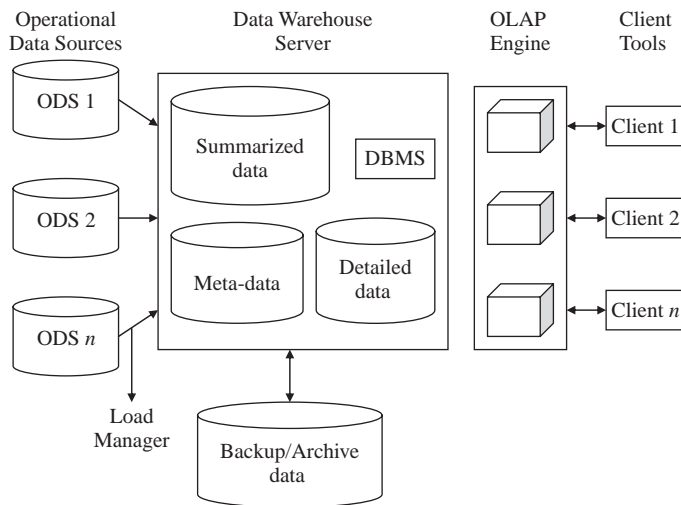 Operational
Data Sources
Data Warehouse
Server
OLAP
Engine
Client
Tools
ODS 1
ODS 2
ODS n
Load
Manager
Summarized
data
DBMS
Meta-data
Detailed
data
Backup/Archive
data
Client 1
Client 2
Client n